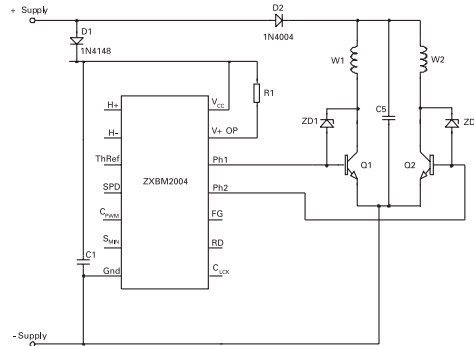 + Supply
D1
1N4148
D2
1N4004
W1
W2
R1
C5
ZD1
ZD
H+
H-
ThRef
SPD
CPWM
SMIN
Gnd
ZXBM2004
VCC
V+ OP
Ph1
Ph2
FG
RD
CLCK
Q1
Q2
C1
- Supply